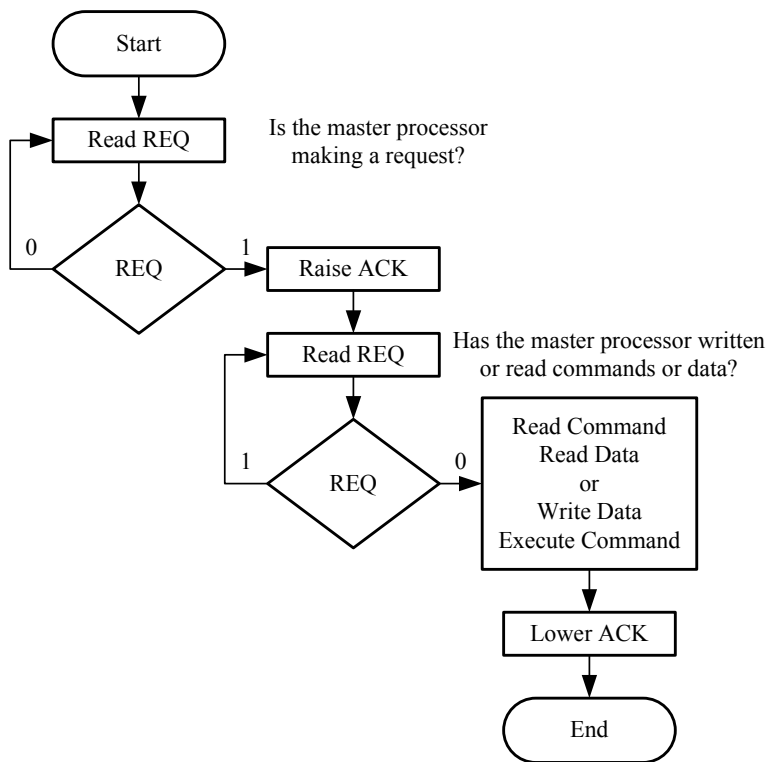 Start
Read REQ
Is the master processor
making a request?
0
REQ
1
Raise ACK
Read REQ
Has the master processor written
or read commands or data?
1
REQ
0
Read Command
Read Data
or
Write Data
Execute Command
Lower ACK
End